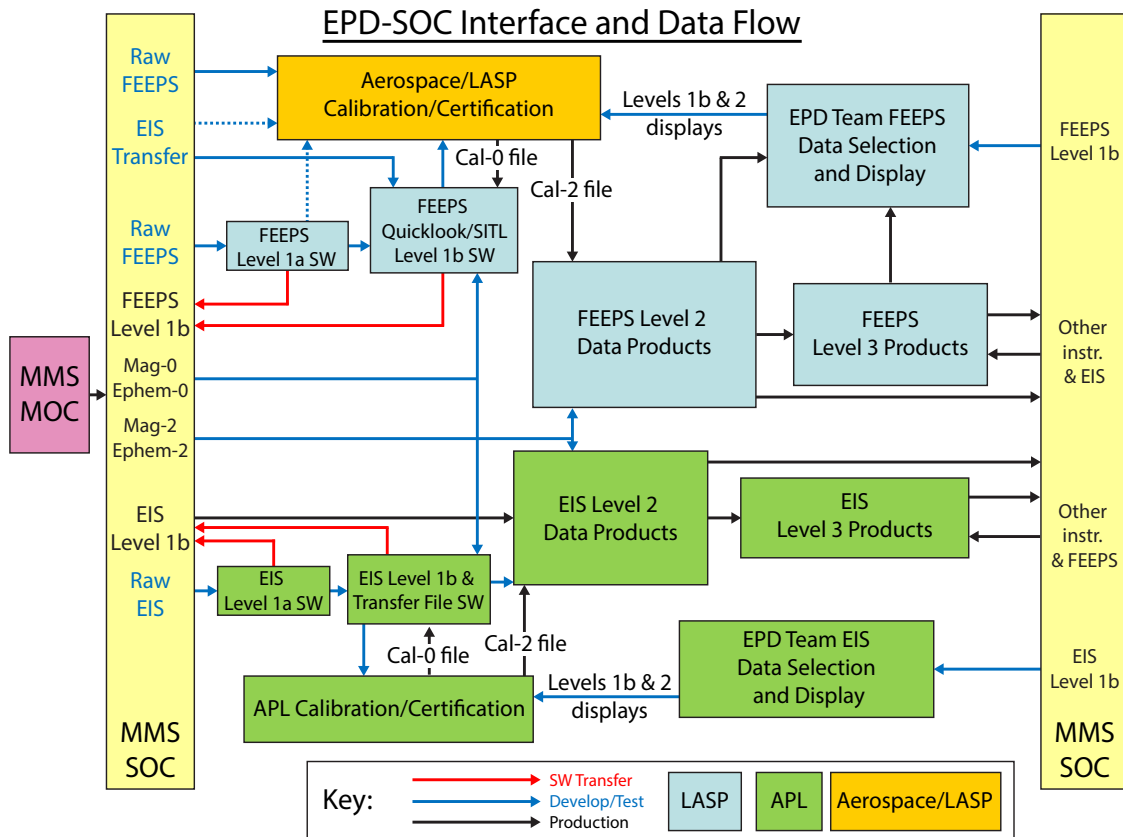 EPD-SOC Interface and Data Flow
Raw
FEEPS
EIS
Transfer
Raw
FEEPS
FEEPS
Level 1b
Mag-0
Ephem-0
Mag-2
Ephem-2
EIS
Level 1b
Raw
EIS
MMS
SOC
MMS
MOC
Aerospace/LASP
Calibration/Certification
Levels 1b & 2
displays
EPD Team FEEPS
Data Selection
and Display
FEEPS
Level 1b
Cal-0 file
Cal-2 file
FEEPS
Level 1a SW
FEEPS
Quicklook/SITL
Level 1b SW
FEEPS Level 2
Data Products
FEEPS
Level 3 Products
Other
instr.
& EIS
EIS Level 2
Data Products
EIS
Level 3 Products
Other
instr.
& FEEPS
EIS
Level 1a SW
EIS Level 1b &
Transfer File SW
Cal-0 file
Cal-2 file
APL Calibration/Certification
Levels 1b & 2
displays
EPD Team EIS
Data Selection
and Display
EIS
Level 1b
MMS
SOC
Key:
SW Transfer
Develop/Test
Production
LASP
APL
Aerospace/LASP